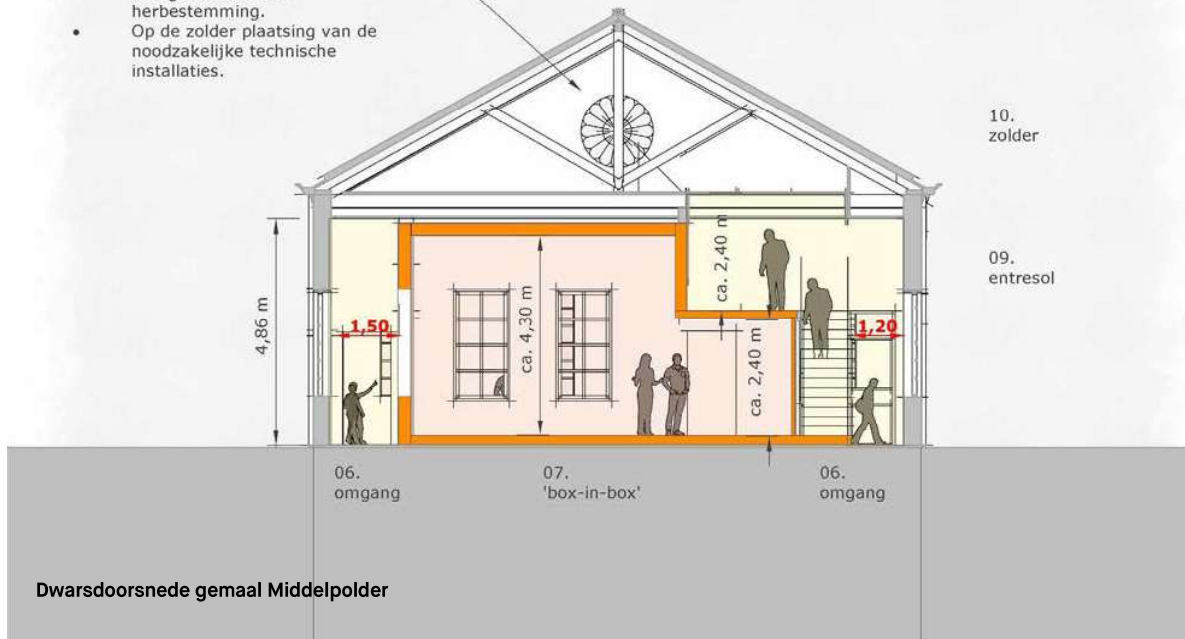 herbestemming.
• Op de zolder plaatsing van de
noodzakelijke technische
installaties.
10.
zolder
09.
entresol
4,86 m
1,50
ca. 4,30 m
ca. 2,40 m
ca. 2,40 m
1,20
06.
omgang
07.
'box-in-box'
06.
omgang
Dwarsdoorsnede gemaal Middelpolder